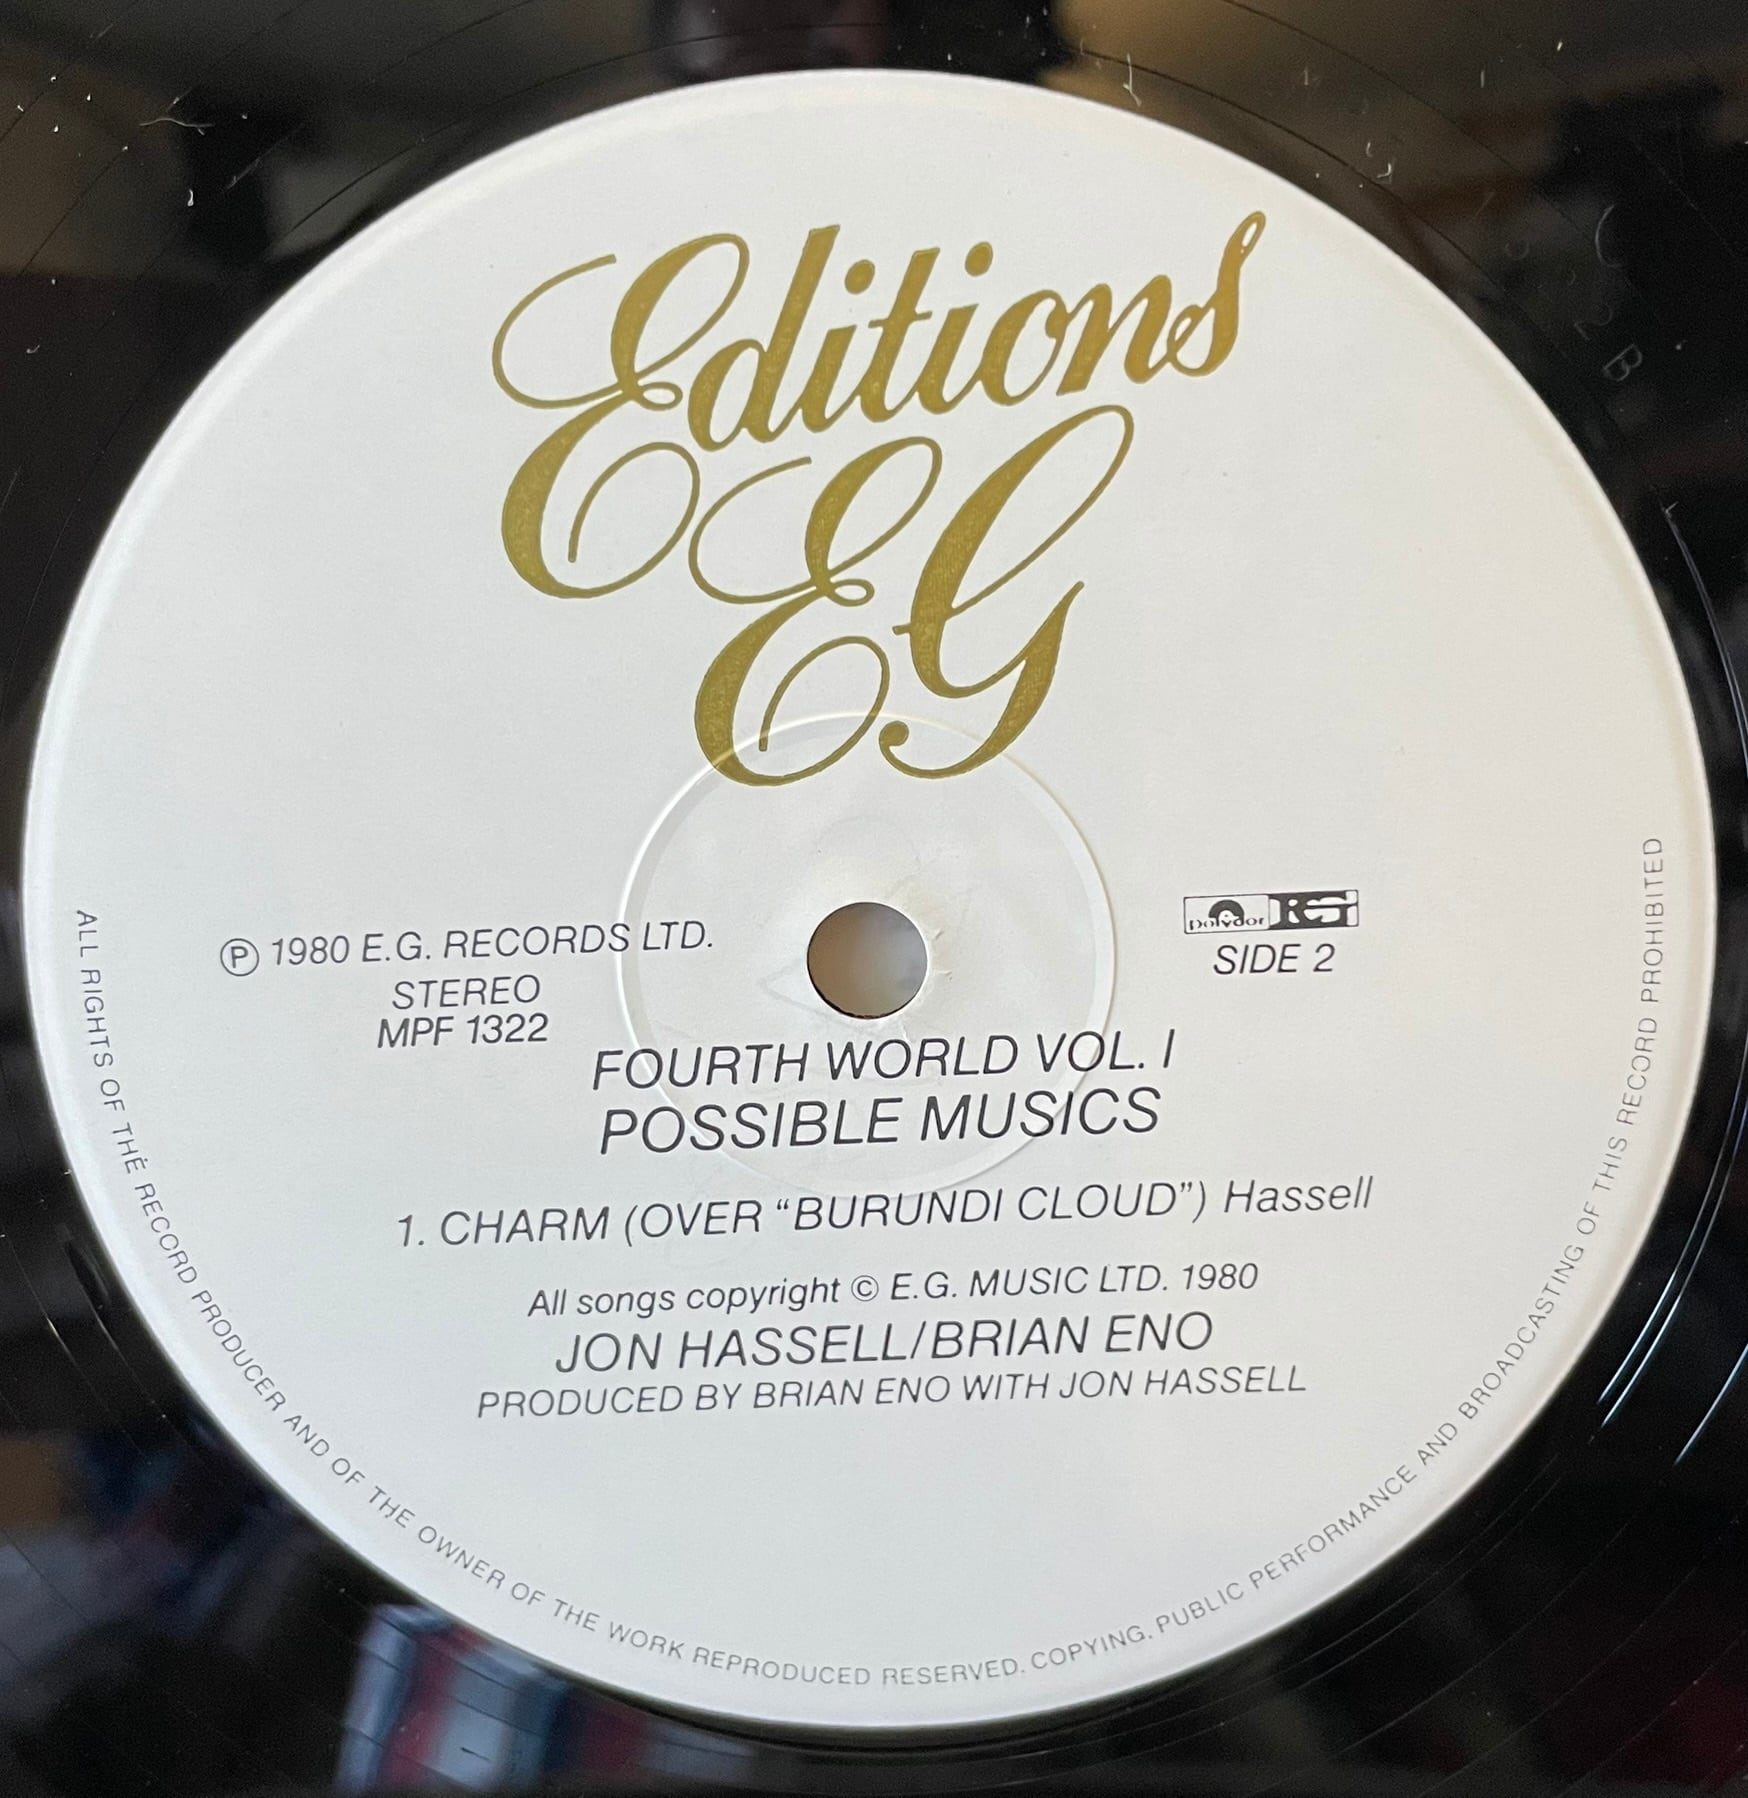 Editions
EG
℗ 1980 E.G. RECORDS LTD.
STEREO
MPF 1322
polydor EG
SIDE 2
FOURTH WORLD VOL. I
POSSIBLE MUSICS
1. CHARM (OVER “BURUNDI CLOUD”) Hassell
All songs copyright © E.G. MUSIC LTD. 1980
JON HASSELL/BRIAN ENO
PRODUCED BY BRIAN ENO WITH JON HASSELL
ALL RIGHTS OF THE RECORD PRODUCER AND OF THE OWNER OF THE WORK REPRODUCED RESERVED. COPYING. PUBLIC PERFORMANCE AND BROADCASTING OF THIS RECORD PROHIBITED